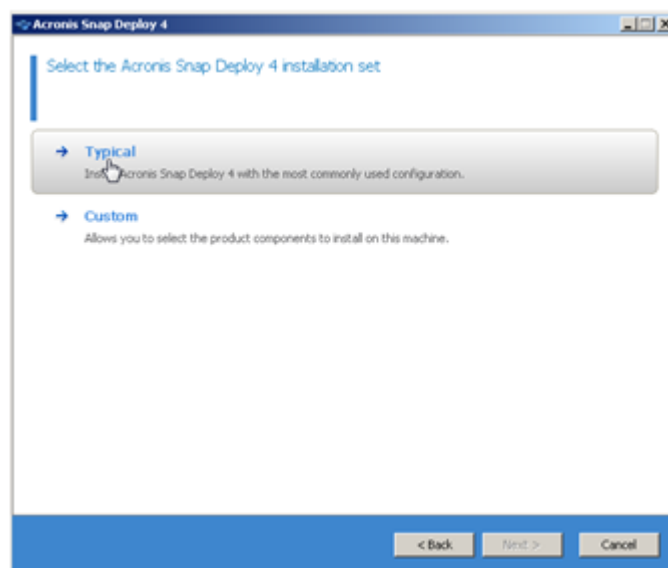 Acronis Snap Deploy 4
Select the Acronis Snap Deploy 4 installation set
Typical
Acronis Snap Deploy 4 with the most commonly used configuration.
Custom
Allows you to select the product components to install on this machine.
< Back
Next >
Cancel